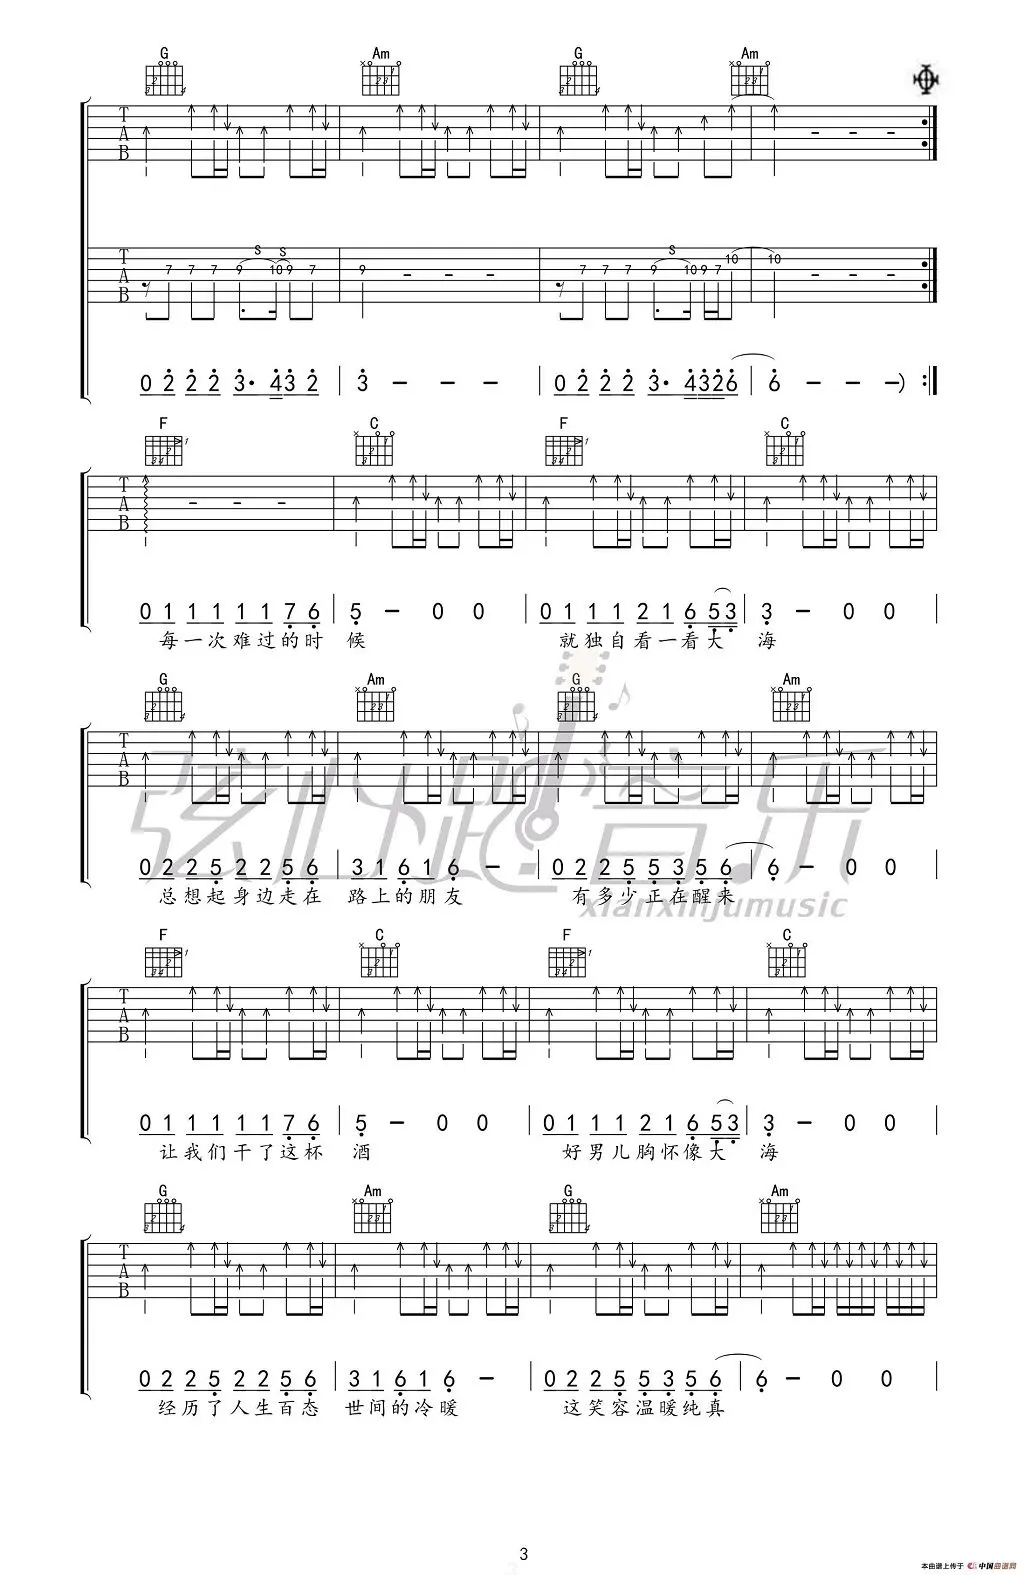 G Am G Am
T A B
T A B
7 7 7 9 S 10 S 9 7 9 - - - 7 7 7 9 S 10 9 7 10 10 - - -
0 2 2 2 2 3· 4 3 2 | 3 - - - | 0 2 2 2 2 3· 4 3 2 6 | 6 - - - ) :|
F C F C
T A B
0 1 1 1 1 1 7 6 | 5 - 0 0 | 0 1 1 1 2 1 6 5 3 | 3 - 0 0 |
每一次难过的时 候 就独自看一看大 海
G Am G Am
T A B
0 2 2 5 2 2 5 6 | 3 1 6 1 6 - | 0 2 2 5 5 3 5 6 | 6 - 0 0 |
总想起身边走在 路上的朋友 有多少正在醒来
弦心距音乐
xianxinjumusic
F C F C
T A B
0 1 1 1 1 1 7 6 | 5 - 0 0 | 0 1 1 1 2 1 6 5 3 | 3 - 0 0 |
让我们干了这杯 酒 好男儿胸怀像大 海
G Am G Am
T A B
0 2 2 5 2 2 5 6 | 3 1 6 1 6 - | 0 2 2 5 5 3 5 6 | 6 - 0 0 |
经历了人生百态 世间的冷暖 这笑容温暖纯真
3
本曲谱上传于 中国曲谱网